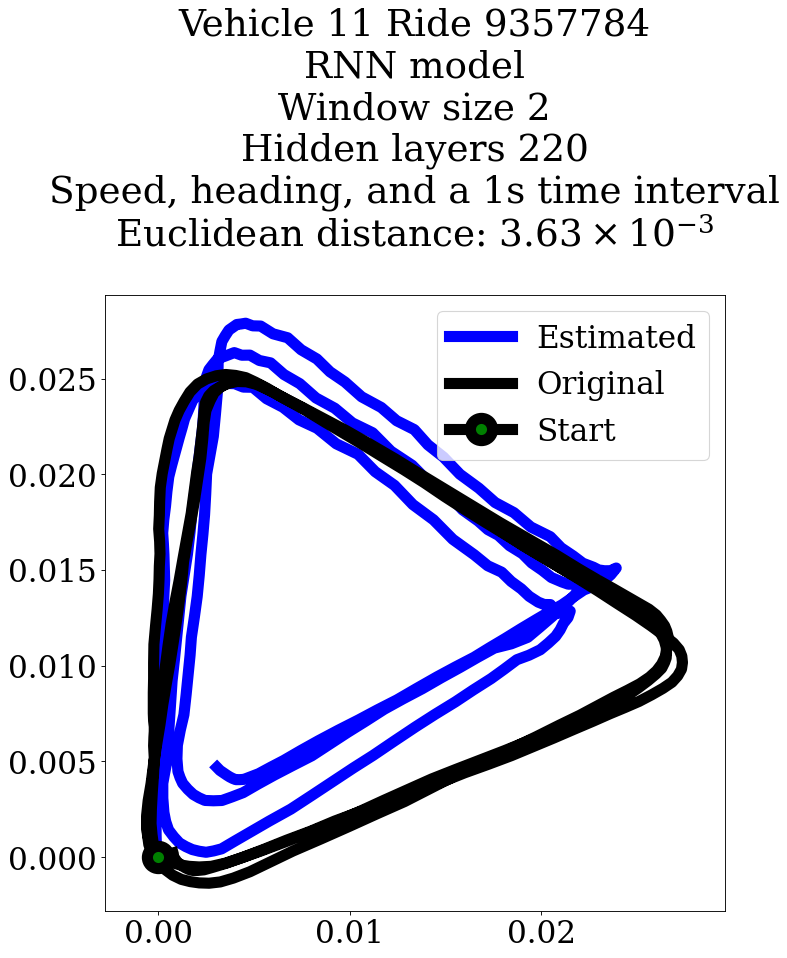 Vehicle 11 Ride 9357784
RNN model
Window size 2
Hidden layers 220
Speed, heading, and a 1s time interval
Euclidean distance: 3.63 × 10⁻³
Estimated
Original
Start
0.025
0.020
0.015
0.010
0.005
0.000
0.00 0.01 0.02